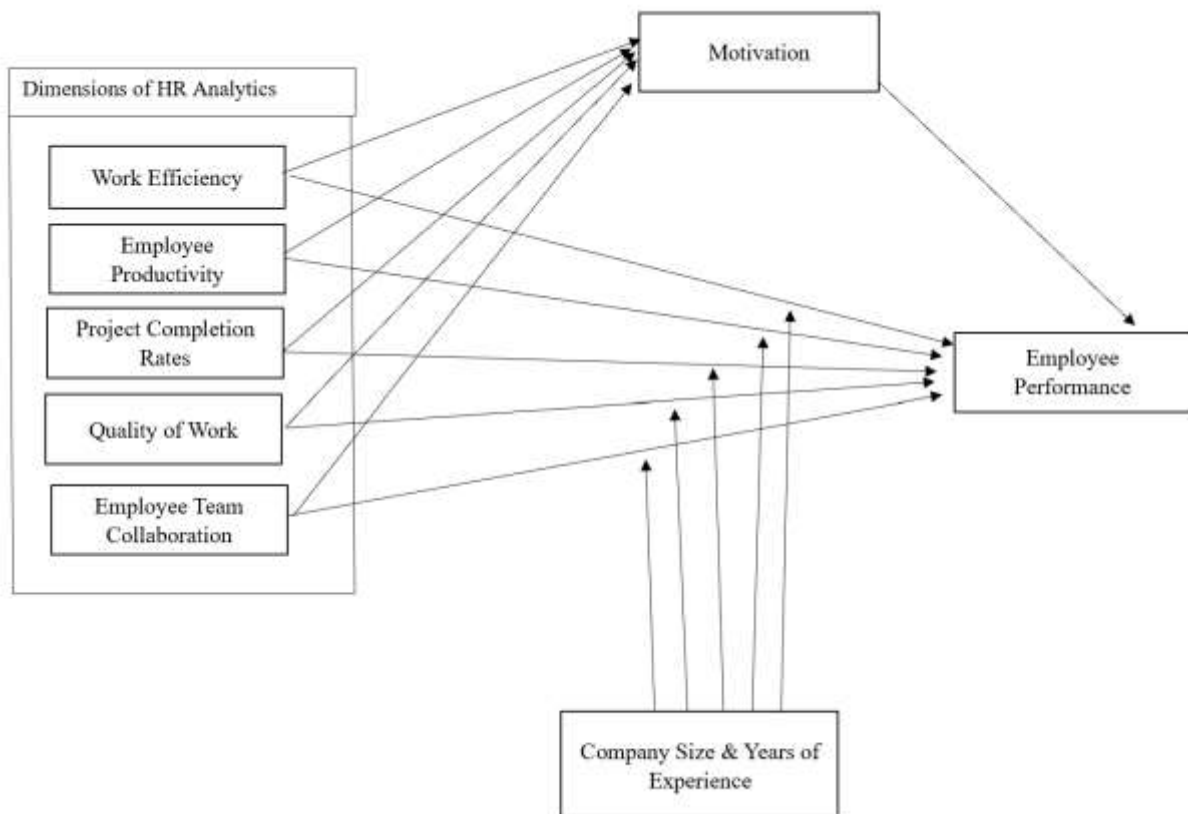 Motivation
Dimensions of HR Analytics
Work Efficiency
Employee
Productivity
Project Completion
Rates
Quality of Work
Employee Team
Collaboration
Employee
Performance
Company Size & Years of
Experience